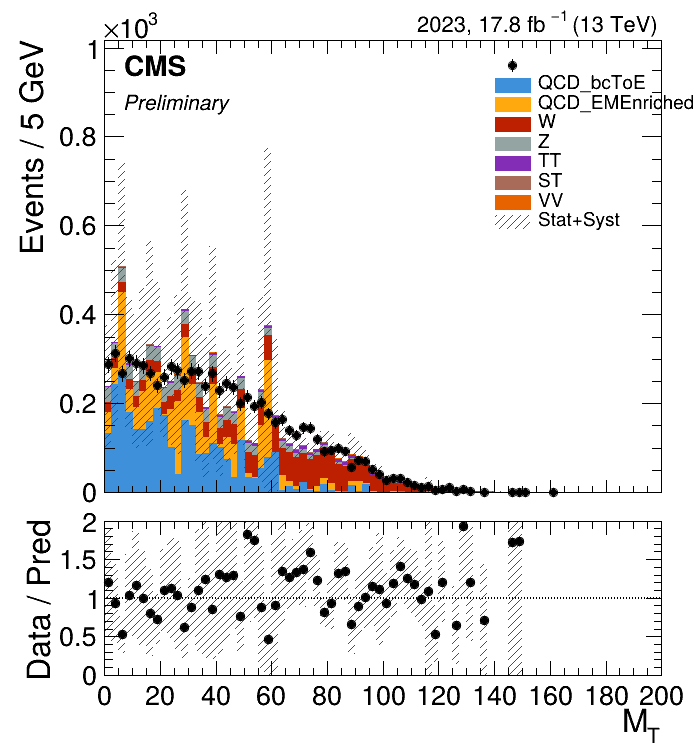 ×10³
2023, 17.8 fb⁻¹ (13 TeV)
1
CMS
Preliminary
QCD_bcToE
QCD_EMEnriched
W
Z
TT
ST
VV
Stat+Syst
Events / 5 GeV
0.8
0.6
0.4
0.2
0
Data / Pred
2
1.5
1
0.5
0
0 20 40 60 80 100 120 140 160 180 200
M_T